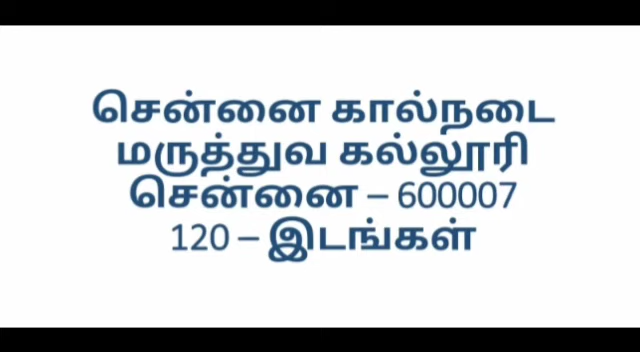 சென்னை கால்நடை
மருத்துவ கல்லூரி
சென்னை – 600007
120 – இடங்கள்